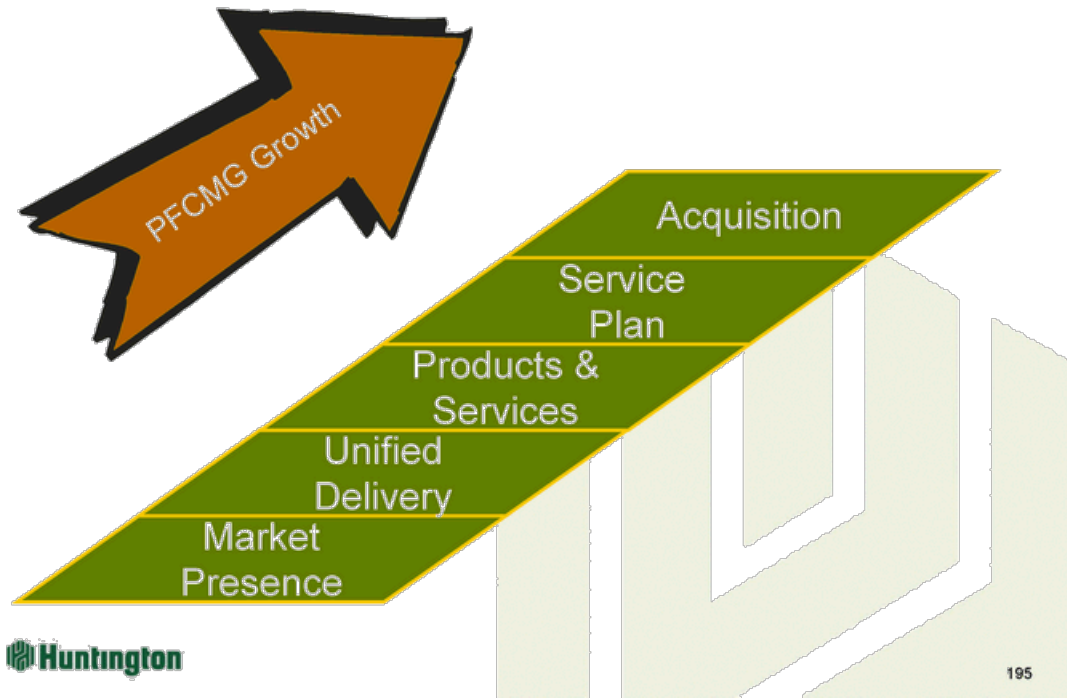 PFCMG Growth
Acquisition
Service
Plan
Products &
Services
Unified
Delivery
Market
Presence
Huntington
195